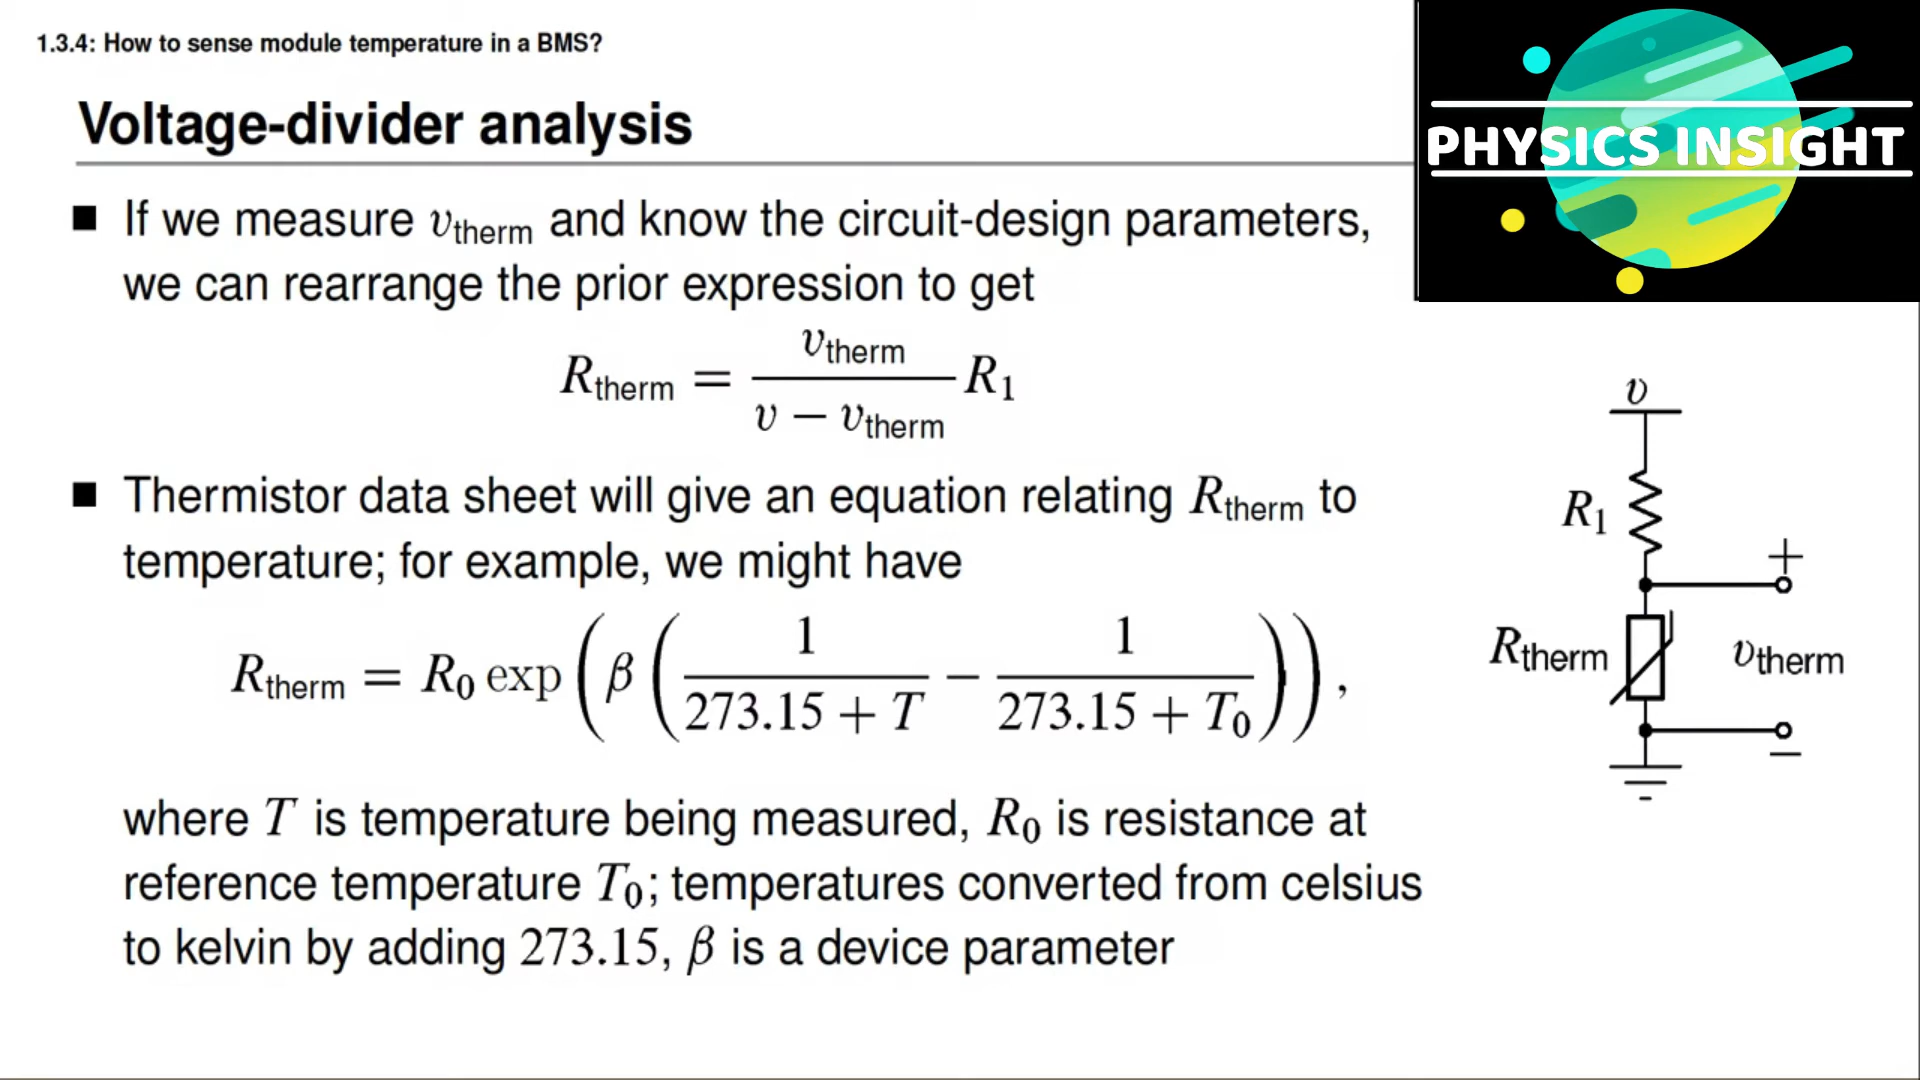 1.3.4: How to sense module temperature in a BMS?
PHYSICS INSIGHT
Voltage-divider analysis
■ If we measure v_therm and know the circuit-design parameters,
we can rearrange the prior expression to get
R_therm = v_therm / (v − v_therm) R_1
■ Thermistor data sheet will give an equation relating R_therm to
temperature; for example, we might have
R_therm = R_0 exp(β(1 / (273.15 + T) − 1 / (273.15 + T_0))),
where T is temperature being measured, R_0 is resistance at
reference temperature T_0; temperatures converted from celsius
to kelvin by adding 273.15, β is a device parameter
v
R_1
+
R_therm
v_therm
−